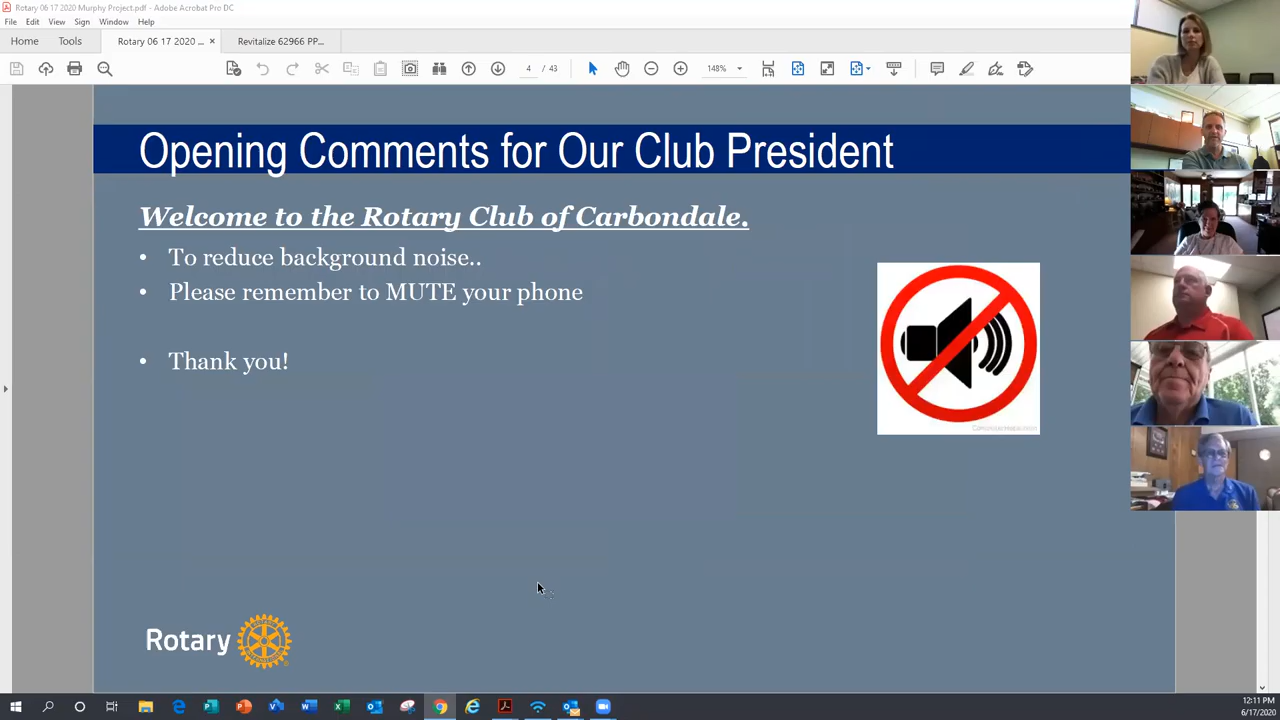 Rotary 06 17 2020 Murphy Project.pdf - Adobe Acrobat Pro DC
File Edit View Sign Window Help
Home Tools Rotary 06 17 2020 ... × Revitalize 62966 PP...
4 / 43 148%
Opening Comments for Our Club President
Welcome to the Rotary Club of Carbondale.
• To reduce background noise..
• Please remember to MUTE your phone
• Thank you!
Rotary
12:11 PM
6/17/2020